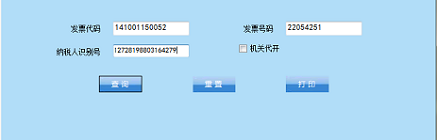 发票代码 141001150052 发票号码 22054251
纳税人识别号 12728198803164279 机关代开
查询 重置 打印